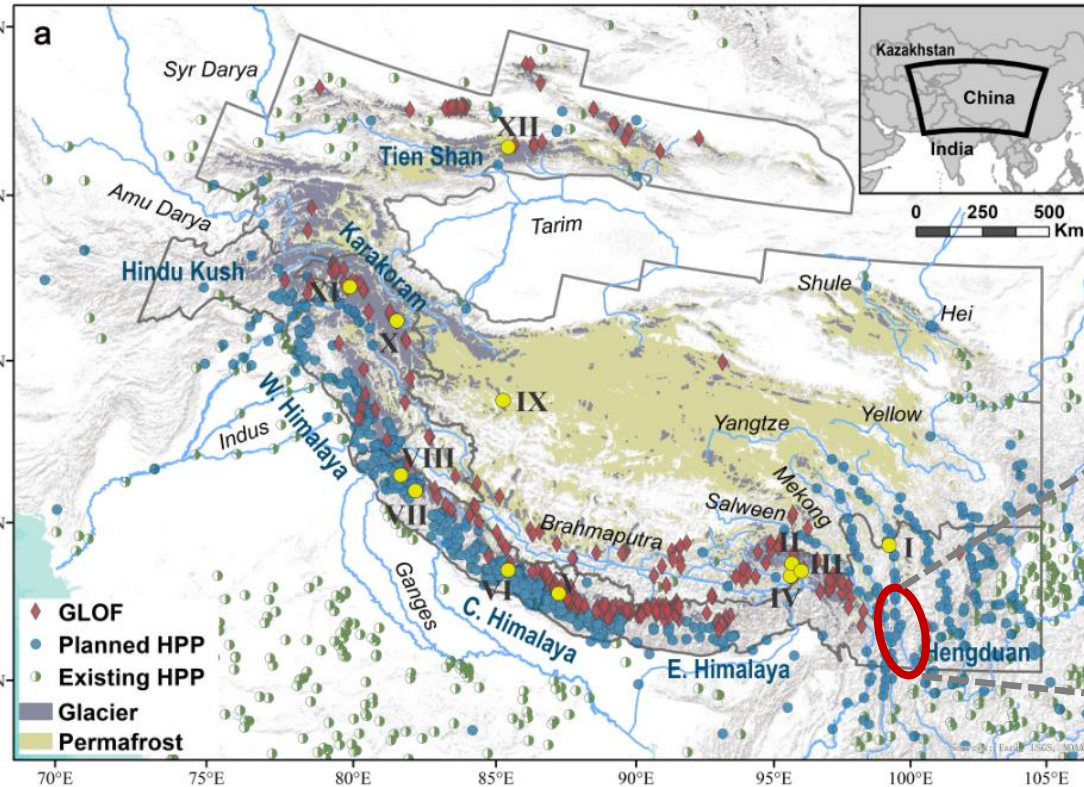 a
Syr Darya
Kazakhstan
China
India
XII
Tien Shan
0 250 500
Km
Amu Darya
Tarim
Karakoram
Hindu Kush
Shule
XI
Hei
X
IX
Yellow
W. Himalaya
Yangtze
Indus
VIII
Mekong
Salween
VII
Brahmaputra
II
I
III
Ganges
VI
V
IV
C. Himalaya
GLOF
Planned HPP
Hengduan
E. Himalaya
Existing HPP
Glacier
Permafrost
70°E 75°E 80°E 85°E 90°E 95°E 100°E 105°E